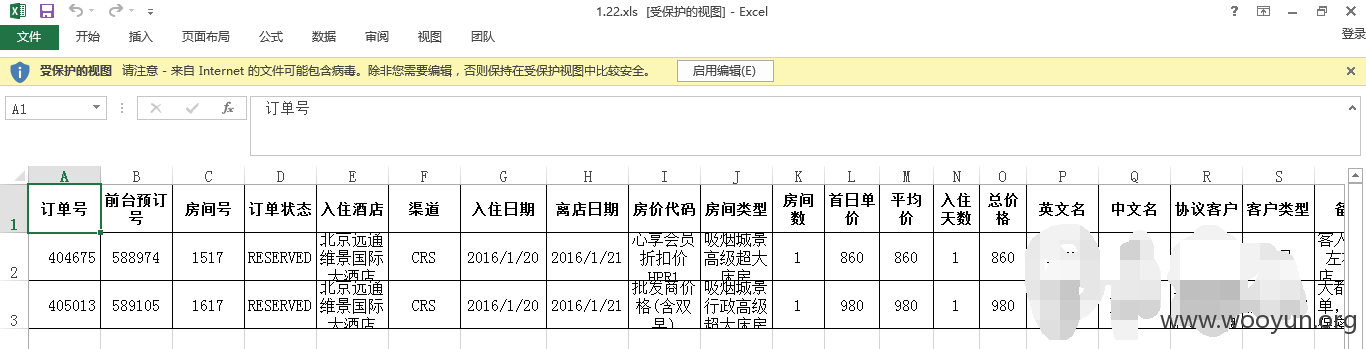 1.22.xls [受保护的视图] - Excel
登录
文件 开始 插入 页面布局 公式 数据 审阅 视图 团队
受保护的视图 请注意 - 来自 Internet 的文件可能包含病毒。除非您需要编辑，否则保持在受保护视图中比较安全。 启用编辑(E)
A1 fx 订单号
A B C D E F G H I J K L M N O P Q R S
1 订单号 前台预订号 房间号 订单状态 入住酒店 渠道 入住日期 离店日期 房价代码 房间类型 房间数 首日单价 平均价 入住天数 总价格 英文名 中文名 协议客户 客户类型
2 404675 588974 1517 RESERVED 北京远通维景国际大酒店 CRS 2016/1/20 2016/1/21 心享会员折扣价HPR1 吸烟城景高级超大床房 1 860 860 1 860
3 405013 589105 1617 RESERVED 北京远通维景国际大酒店 CRS 2016/1/20 2016/1/21 批发商价格(含双早) 吸烟城景行政高级超大床房 1 980 980 1 980
www.wooyun.org